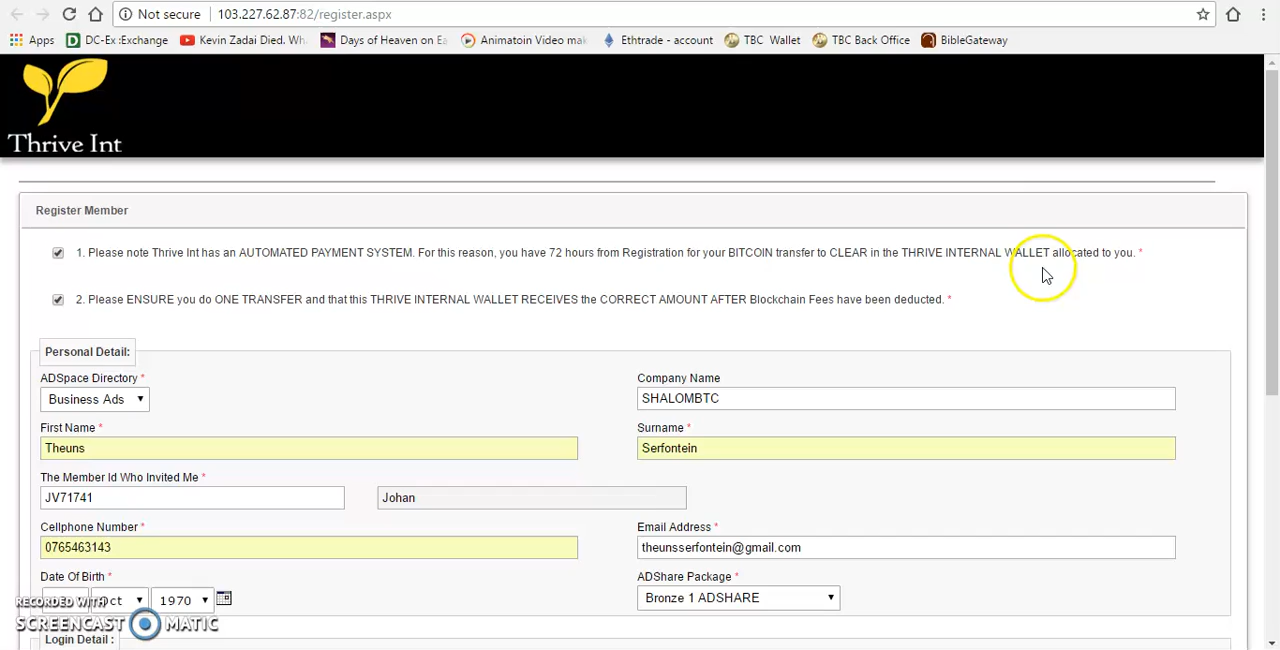 Not secure 103.227.62.87:82/register.aspx
Apps DC-Ex :Exchange Kevin Zadai Died. Wh Days of Heaven on Ea Animatoin Video mak Ethtrade - account TBC Wallet TBC Back Office BibleGateway
Thrive Int
Register Member
1. Please note Thrive Int has an AUTOMATED PAYMENT SYSTEM. For this reason, you have 72 hours from Registration for your BITCOIN transfer to CLEAR in the THRIVE INTERNAL WALLET allocated to you. *
2. Please ENSURE you do ONE TRANSFER and that this THRIVE INTERNAL WALLET RECEIVES the CORRECT AMOUNT AFTER Blockchain Fees have been deducted. *
Personal Detail:
ADSpace Directory * Company Name
Business Ads SHALOMBTC
First Name * Surname *
Theuns Serfontein
The Member Id Who Invited Me *
JV71741 Johan
Cellphone Number * Email Address *
0765463143 theunsserfontein@gmail.com
Date Of Birth * ADShare Package *
Oct 1970 Bronze 1 ADSHARE
RECORDED WITH
SCREENCAST MATIC
Login Detail :